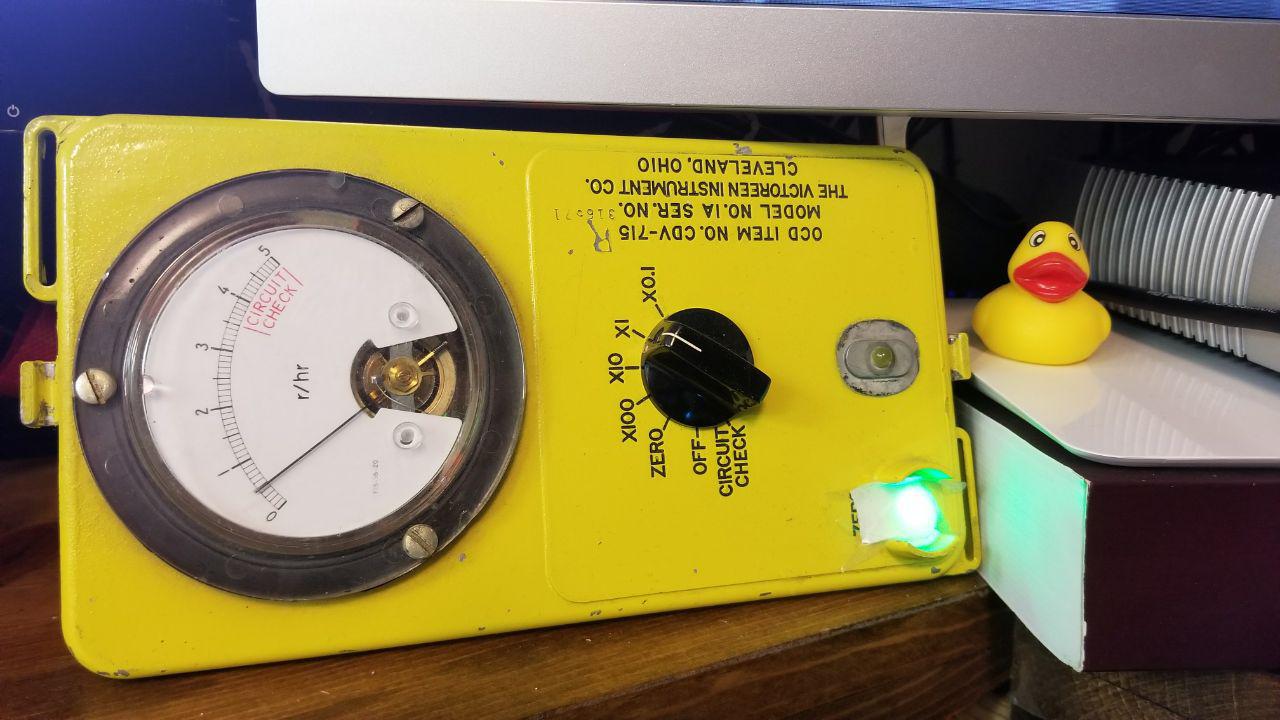 0 1 2 3 4 5
CIRCUIT
CHECK
r/hr
OCD ITEM NO. CDV-715
R
MODEL NO. 1A SER. NO.
THE VICTOREEN INSTRUMENT CO.
CLEVELAND, OHIO
X0.1
X1
X10
X100
ZERO
OFF
CIRCUIT
CHECK